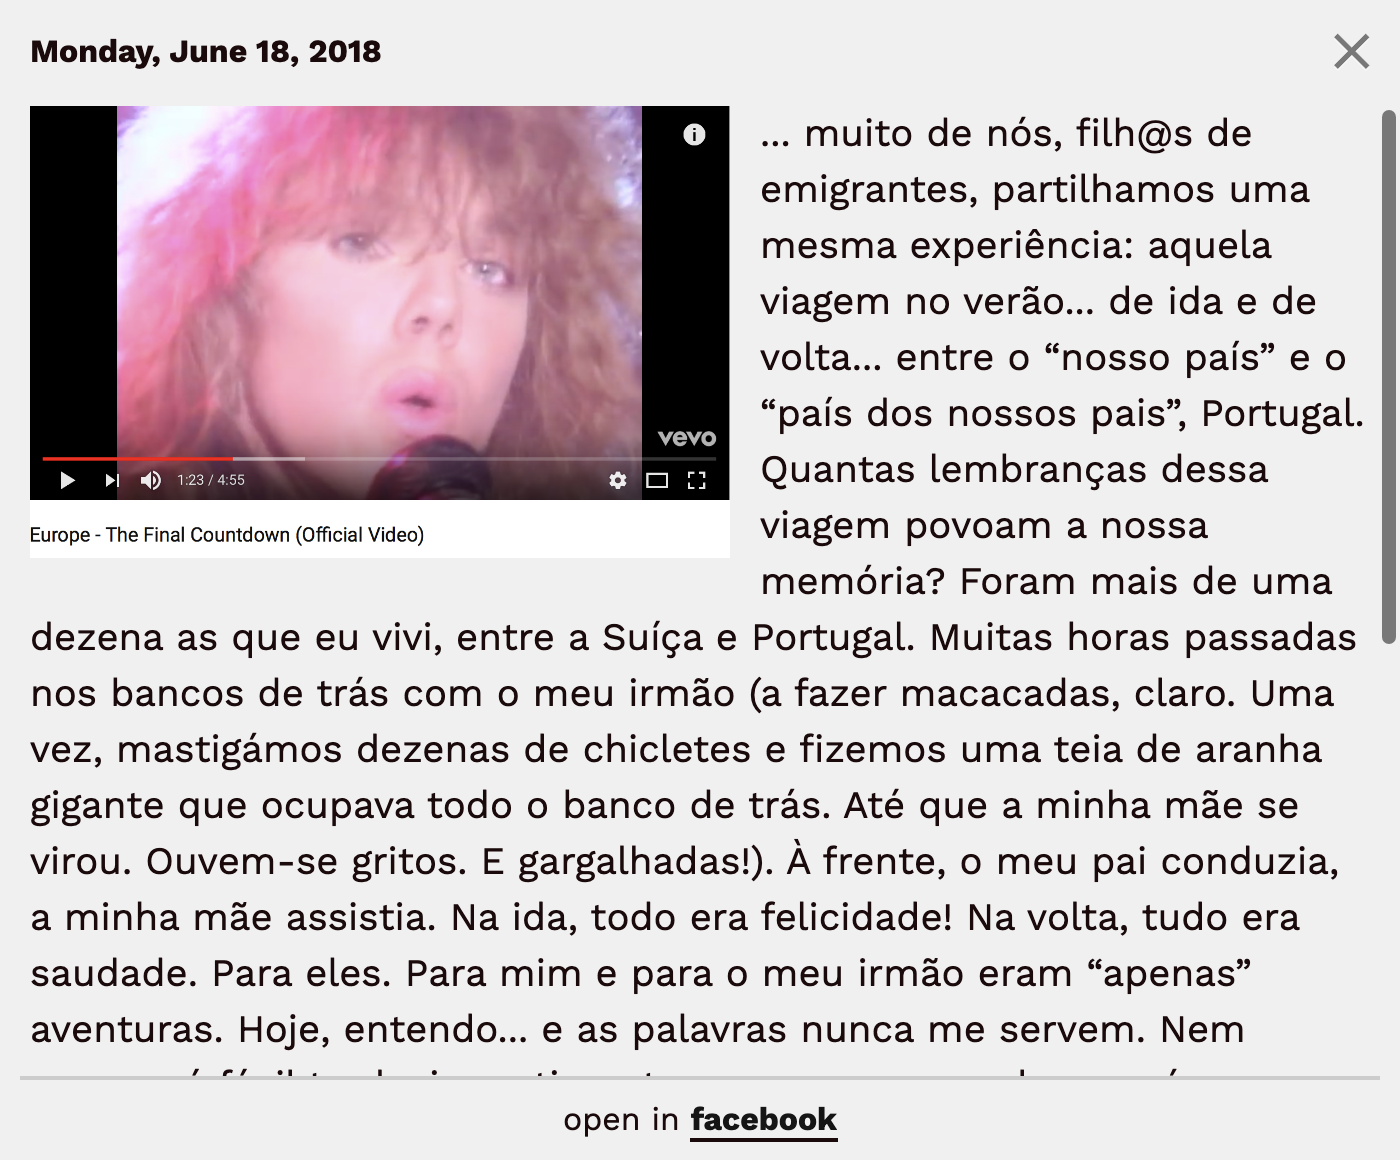 Monday, June 18, 2018
vevo
1:23 / 4:55
Europe - The Final Countdown (Official Video)
... muito de nós, filh@s de
emigrantes, partilhamos uma
mesma experiência: aquela
viagem no verão... de ida e de
volta... entre o “nosso país” e o
“país dos nossos pais”, Portugal.
Quantas lembranças dessa
viagem povoam a nossa
memória? Foram mais de uma
dezena as que eu vivi, entre a Suíça e Portugal. Muitas horas passadas
nos bancos de trás com o meu irmão (a fazer macacadas, claro. Uma
vez, mastigámos dezenas de chicletes e fizemos uma teia de aranha
gigante que ocupava todo o banco de trás. Até que a minha mãe se
virou. Ouvem-se gritos. E gargalhadas!). À frente, o meu pai conduzia,
a minha mãe assistia. Na ida, todo era felicidade! Na volta, tudo era
saudade. Para eles. Para mim e para o meu irmão eram “apenas”
aventuras. Hoje, entendo... e as palavras nunca me servem. Nem
open in facebook